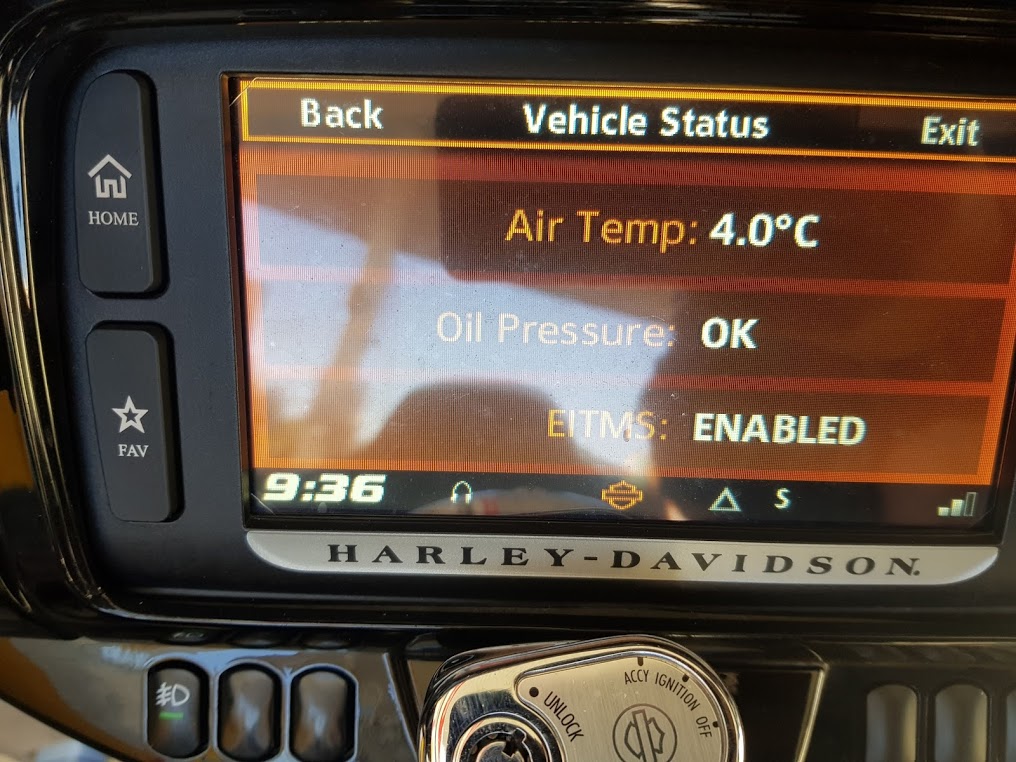 Back Vehicle Status Exit
HOME
Air Temp: 4.0°C
Oil Pressure: OK
FAV
EITMS: ENABLED
9:36 S
HARLEY-DAVIDSON.
UNLOCK ACCY IGNITION OFF